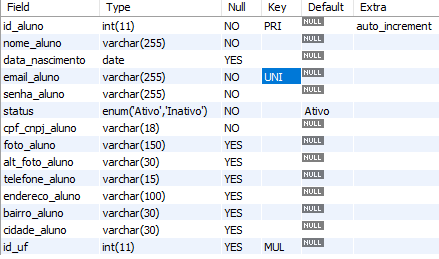 Field Type Null Key Default Extra
id_aluno int(11) NO PRI NULL auto_increment
nome_aluno varchar(255) NO NULL
data_nascimento date YES NULL
email_aluno varchar(255) NO UNI NULL
senha_aluno varchar(255) NO NULL
status enum('Ativo','Inativo') NO Ativo
cpf_cnpj_aluno varchar(18) NO NULL
foto_aluno varchar(150) YES NULL
alt_foto_aluno varchar(30) YES NULL
telefone_aluno varchar(15) YES NULL
endereco_aluno varchar(100) YES NULL
bairro_aluno varchar(30) YES NULL
cidade_aluno varchar(30) YES NULL
id_uf int(11) YES MUL NULL